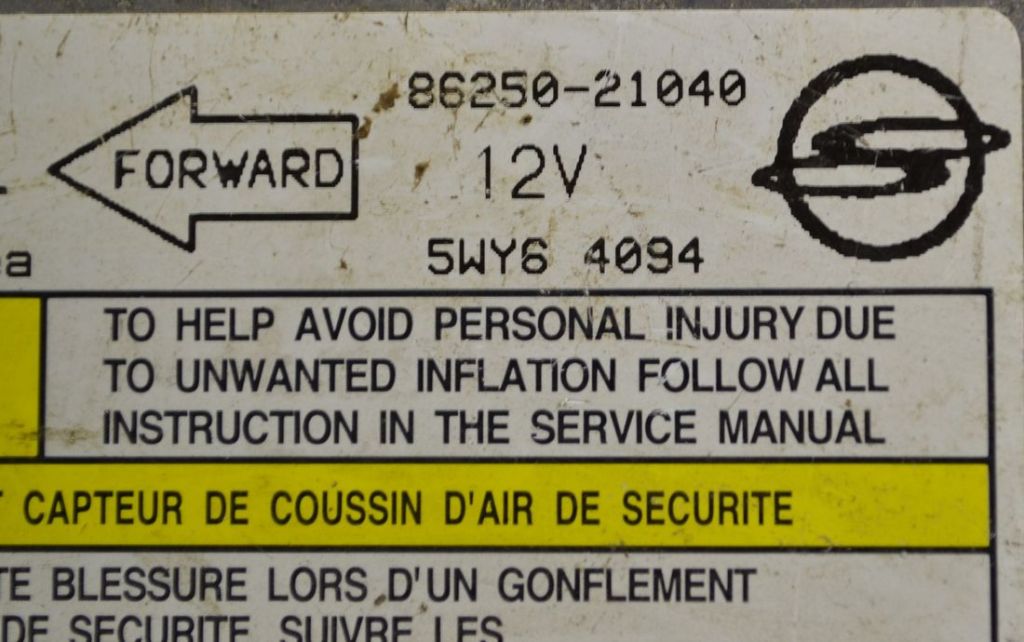 86250-21040
FORWARD
12V
5WY6 4094
TO HELP AVOID PERSONAL INJURY DUE
TO UNWANTED INFLATION FOLLOW ALL
INSTRUCTION IN THE SERVICE MANUAL
CAPTEUR DE COUSSIN D'AIR DE SECURITE
BLESSURE LORS D'UN GONFLEMENT
DE SECURITE SUIVRE LES